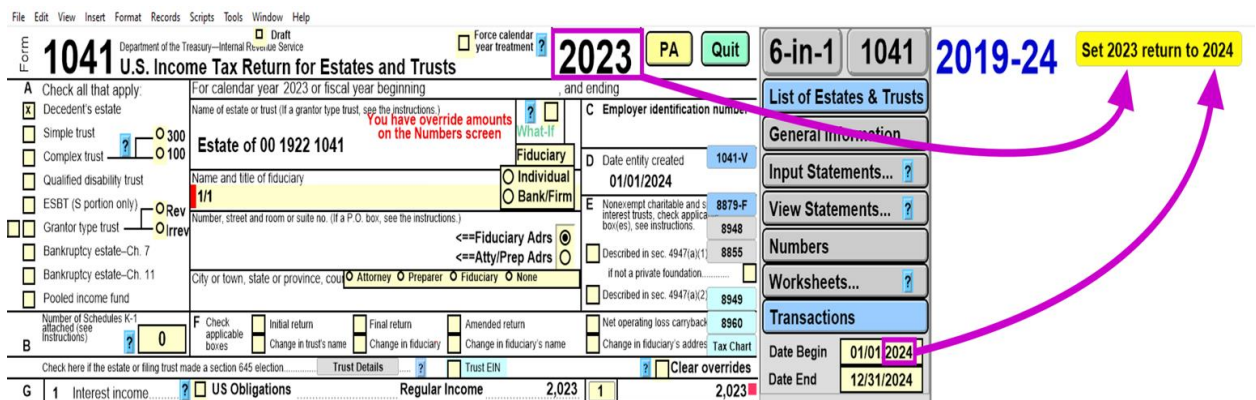 File Edit View Insert Format Records Scripts Tools Window Help
Form 1041 Department of the Treasury—Internal Revenue Service
Draft
U.S. Income Tax Return for Estates and Trusts
Force calendar year treatment ? 2023 PA Quit
6-in-1 1041 2019-24 Set 2023 return to 2024
A Check all that apply:
X Decedent's estate
Simple trust
Complex trust ? 300 100
Qualified disability trust
ESBT (S portion only)
Grantor type trust Rev Irrev
Bankruptcy estate–Ch. 7
Bankruptcy estate–Ch. 11
Pooled income fund
For calendar year 2023 or fiscal year beginning , and ending
Name of estate or trust (If a grantor type trust, see the instructions.)
You have override amounts
on the Numbers screen
? What-If
Estate of 00 1922 1041
Name and title of fiduciary
1/1
Fiduciary
Individual
Bank/Firm
Number, street and room or suite no. (If a P.O. box, see the instructions.)
<==Fiduciary Adrs
<==Atty/Prep Adrs
City or town, state or province, Attorney Preparer Fiduciary None
C Employer identification number
D Date entity created 1041-V
01/01/2024
E Nonexempt charitable and s 8879-F
interest trusts, check applica
box(es), see instructions. 8948
Described in sec. 4947(a)(1) 8855
if not a private foundation
Described in sec. 4947(a)(2) 8949
List of Estates & Trusts
General Information
Input Statements... ?
View Statements... ?
Numbers
Worksheets... ?
Transactions
Date Begin 01/01 2024
Date End 12/31/2024
B Number of Schedules K-1
attached (see
instructions) ? 0
F Check
applicable
boxes
Initial return Final return Amended return Net operating loss carryback 8960
Change in trust's name Change in fiduciary Change in fiduciary's name Change in fiduciary's addres Tax Chart
Check here if the estate or filing trust made a section 645 election Trust Details ? Trust EIN ? Clear overrides
G 1 Interest income ? US Obligations Regular Income 2,023 1 2,023